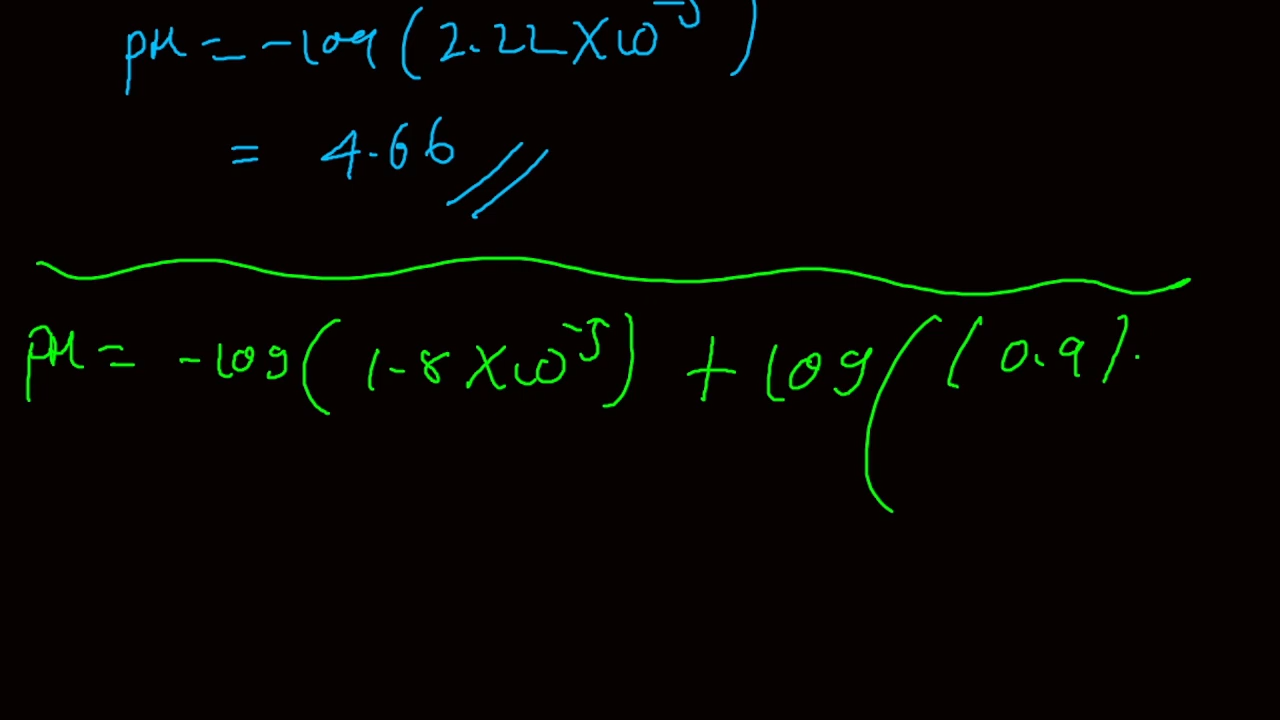 pH = -log (2.22 X 10^-5)
= 4.66 //
pH = -log (1.8 X 10^-5) + log ( (0.9).